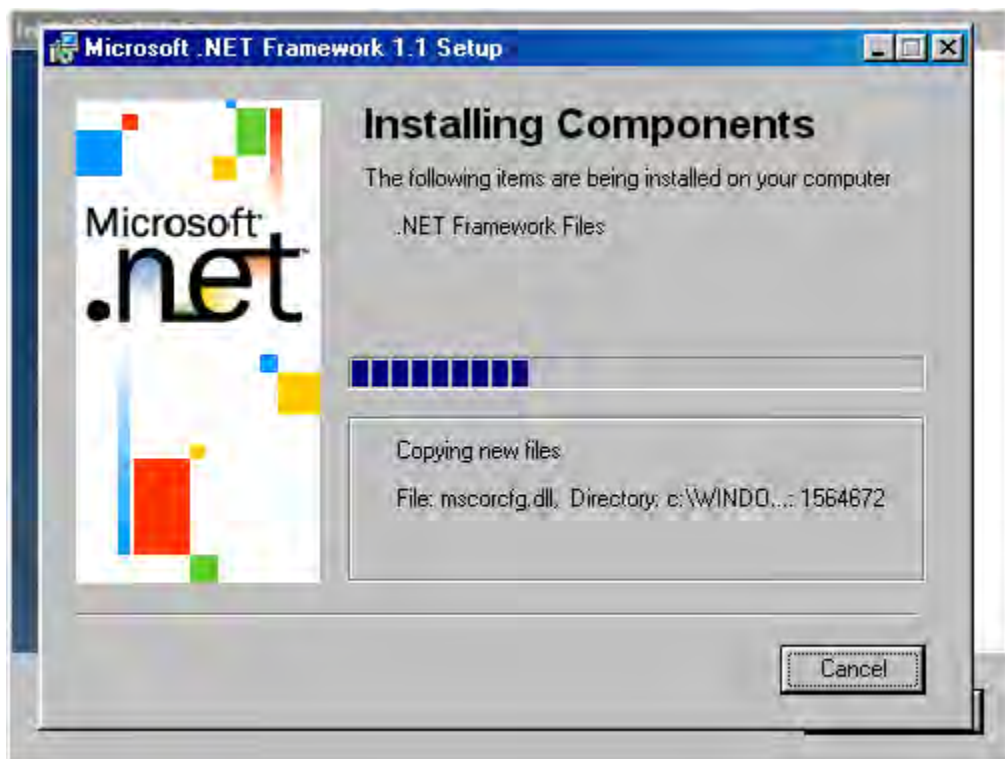 Microsoft .NET Framework 1.1 Setup
Microsoft
.net
Installing Components
The following items are being installed on your computer
.NET Framework Files
Copying new files
File: mscorcfg.dll, Directory: c:\WINDO...: 1564672
Cancel